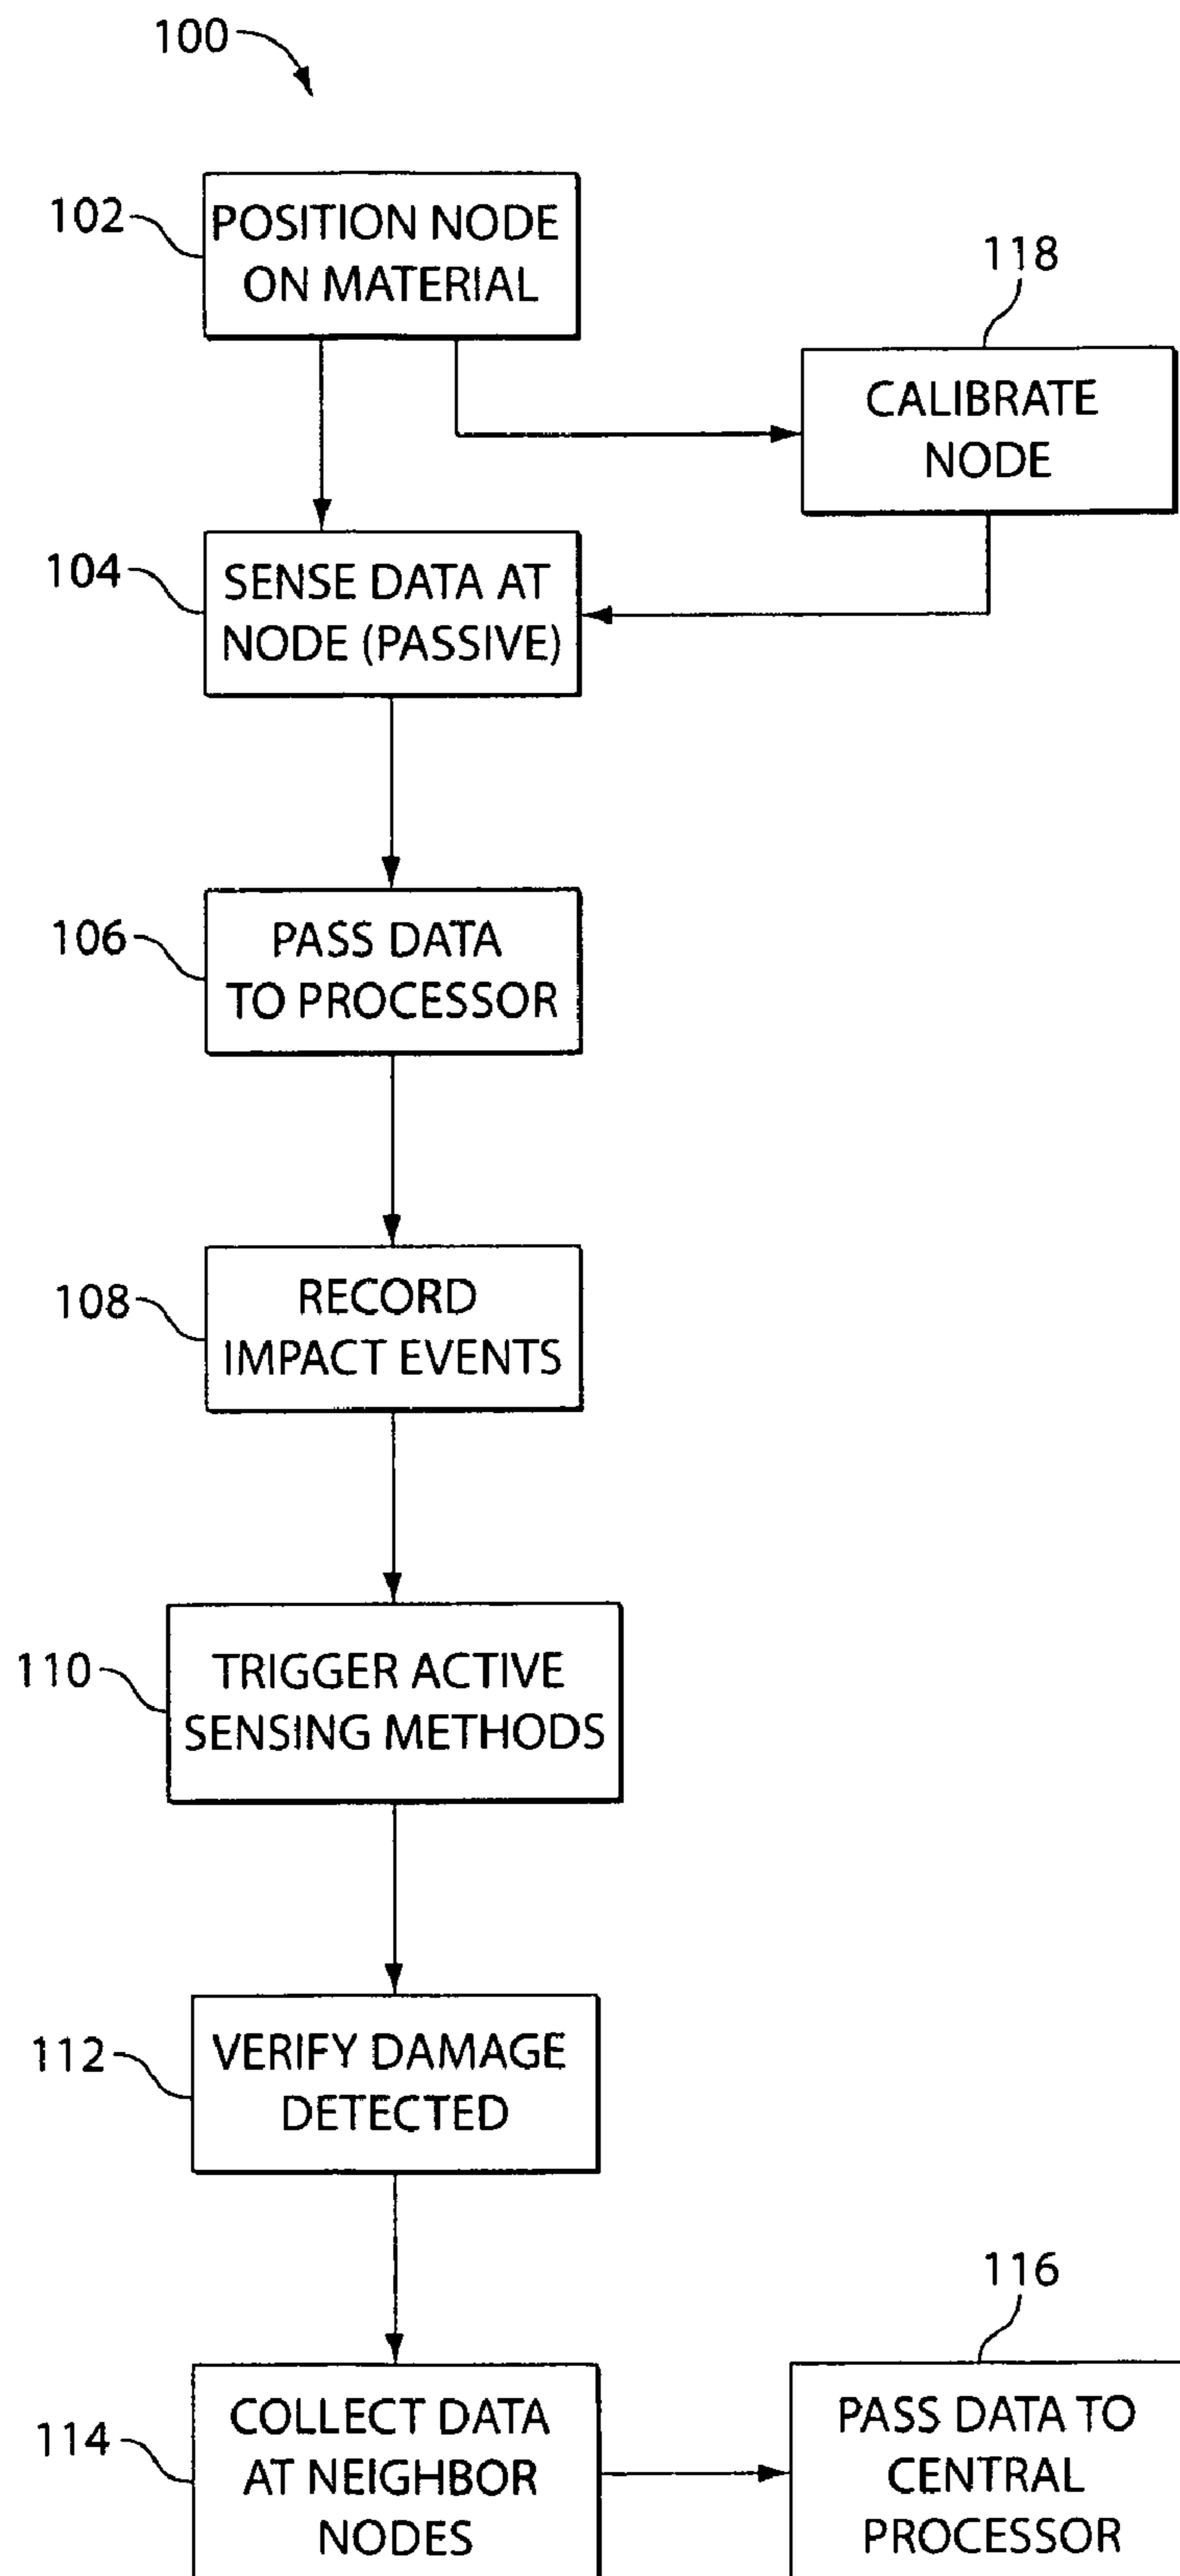 100
102
POSITION NODE
ON MATERIAL
118
CALIBRATE
NODE
104
SENSE DATA AT
NODE (PASSIVE)
106
PASS DATA
TO PROCESSOR
108
RECORD
IMPACT EVENTS
110
TRIGGER ACTIVE
SENSING METHODS
112
VERIFY DAMAGE
DETECTED
114
COLLECT DATA
AT NEIGHBOR
NODES
116
PASS DATA TO
CENTRAL
PROCESSOR